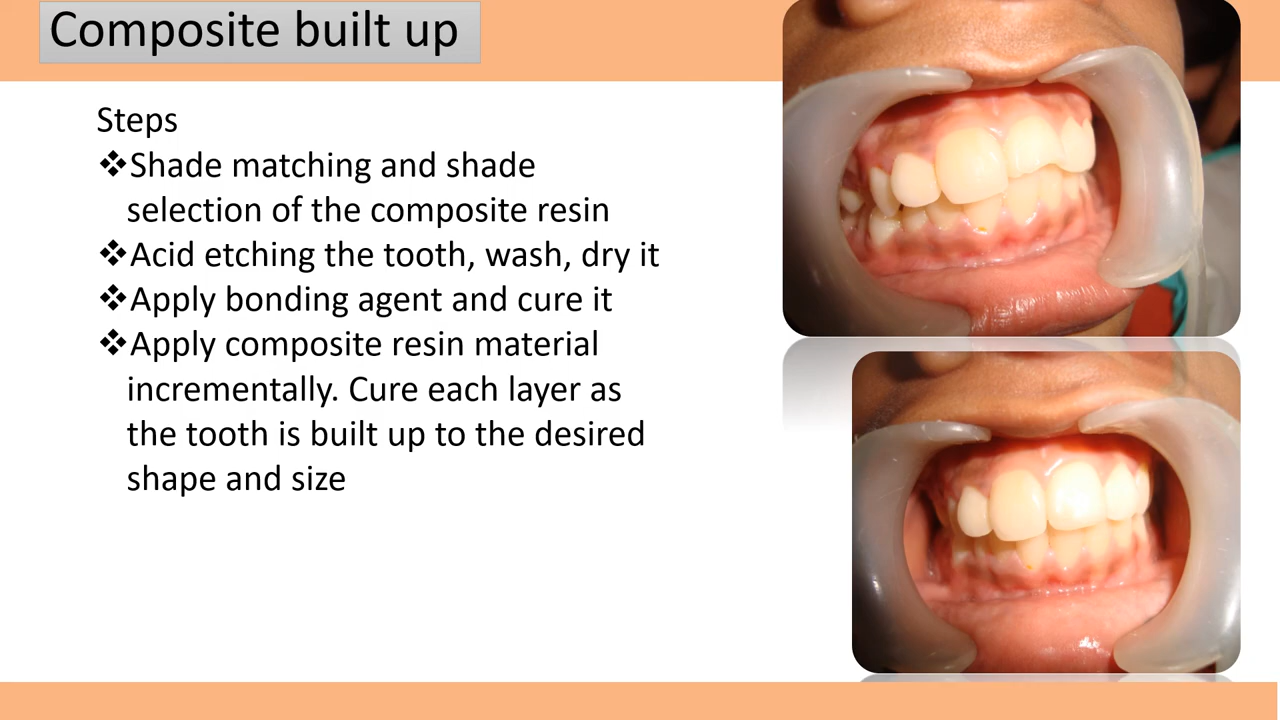 Composite built up
Steps
❖Shade matching and shade
selection of the composite resin
❖Acid etching the tooth, wash, dry it
❖Apply bonding agent and cure it
❖Apply composite resin material
incrementally. Cure each layer as
the tooth is built up to the desired
shape and size